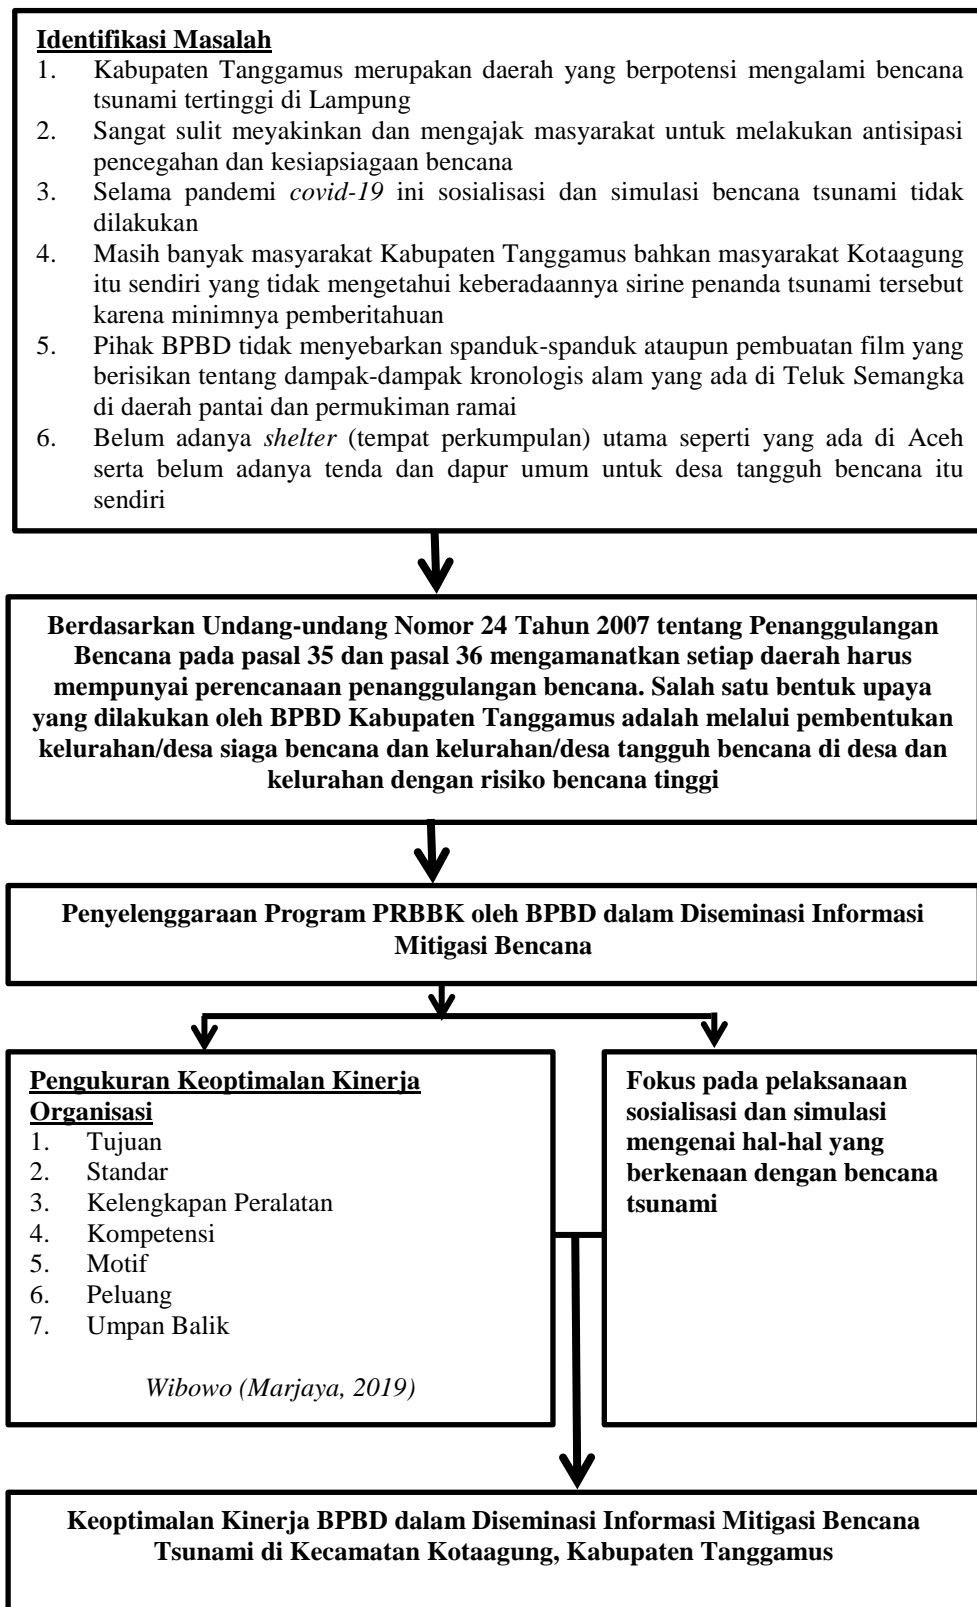 Identifikasi Masalah
1. Kabupaten Tanggamus merupakan daerah yang berpotensi mengalami bencana
tsunami tertinggi di Lampung
2. Sangat sulit meyakinkan dan mengajak masyarakat untuk melakukan antisipasi
pencegahan dan kesiapsiagaan bencana
3. Selama pandemi covid-19 ini sosialisasi dan simulasi bencana tsunami tidak
dilakukan
4. Masih banyak masyarakat Kabupaten Tanggamus bahkan masyarakat Kotaagung
itu sendiri yang tidak mengetahui keberadaannya sirine penanda tsunami tersebut
karena minimnya pemberitahuan
5. Pihak BPBD tidak menyebarkan spanduk-spanduk ataupun pembuatan film yang
berisikan tentang dampak-dampak kronologis alam yang ada di Teluk Semangka
di daerah pantai dan permukiman ramai
6. Belum adanya shelter (tempat perkumpulan) utama seperti yang ada di Aceh
serta belum adanya tenda dan dapur umum untuk desa tangguh bencana itu
sendiri
Berdasarkan Undang-undang Nomor 24 Tahun 2007 tentang Penanggulangan
Bencana pada pasal 35 dan pasal 36 mengamanatkan setiap daerah harus
mempunyai perencanaan penanggulangan bencana. Salah satu bentuk upaya
yang dilakukan oleh BPBD Kabupaten Tanggamus adalah melalui pembentukan
kelurahan/desa siaga bencana dan kelurahan/desa tangguh bencana di desa dan
kelurahan dengan risiko bencana tinggi
Penyelenggaraan Program PRBBK oleh BPBD dalam Diseminasi Informasi
Mitigasi Bencana
Pengukuran Keoptimalan Kinerja
Organisasi
1. Tujuan
2. Standar
3. Kelengkapan Peralatan
4. Kompetensi
5. Motif
6. Peluang
7. Umpan Balik
Wibowo (Marjaya, 2019)
Fokus pada pelaksanaan
sosialisasi dan simulasi
mengenai hal-hal yang
berkenaan dengan bencana
tsunami
Keoptimalan Kinerja BPBD dalam Diseminasi Informasi Mitigasi Bencana
Tsunami di Kecamatan Kotaagung, Kabupaten Tanggamus